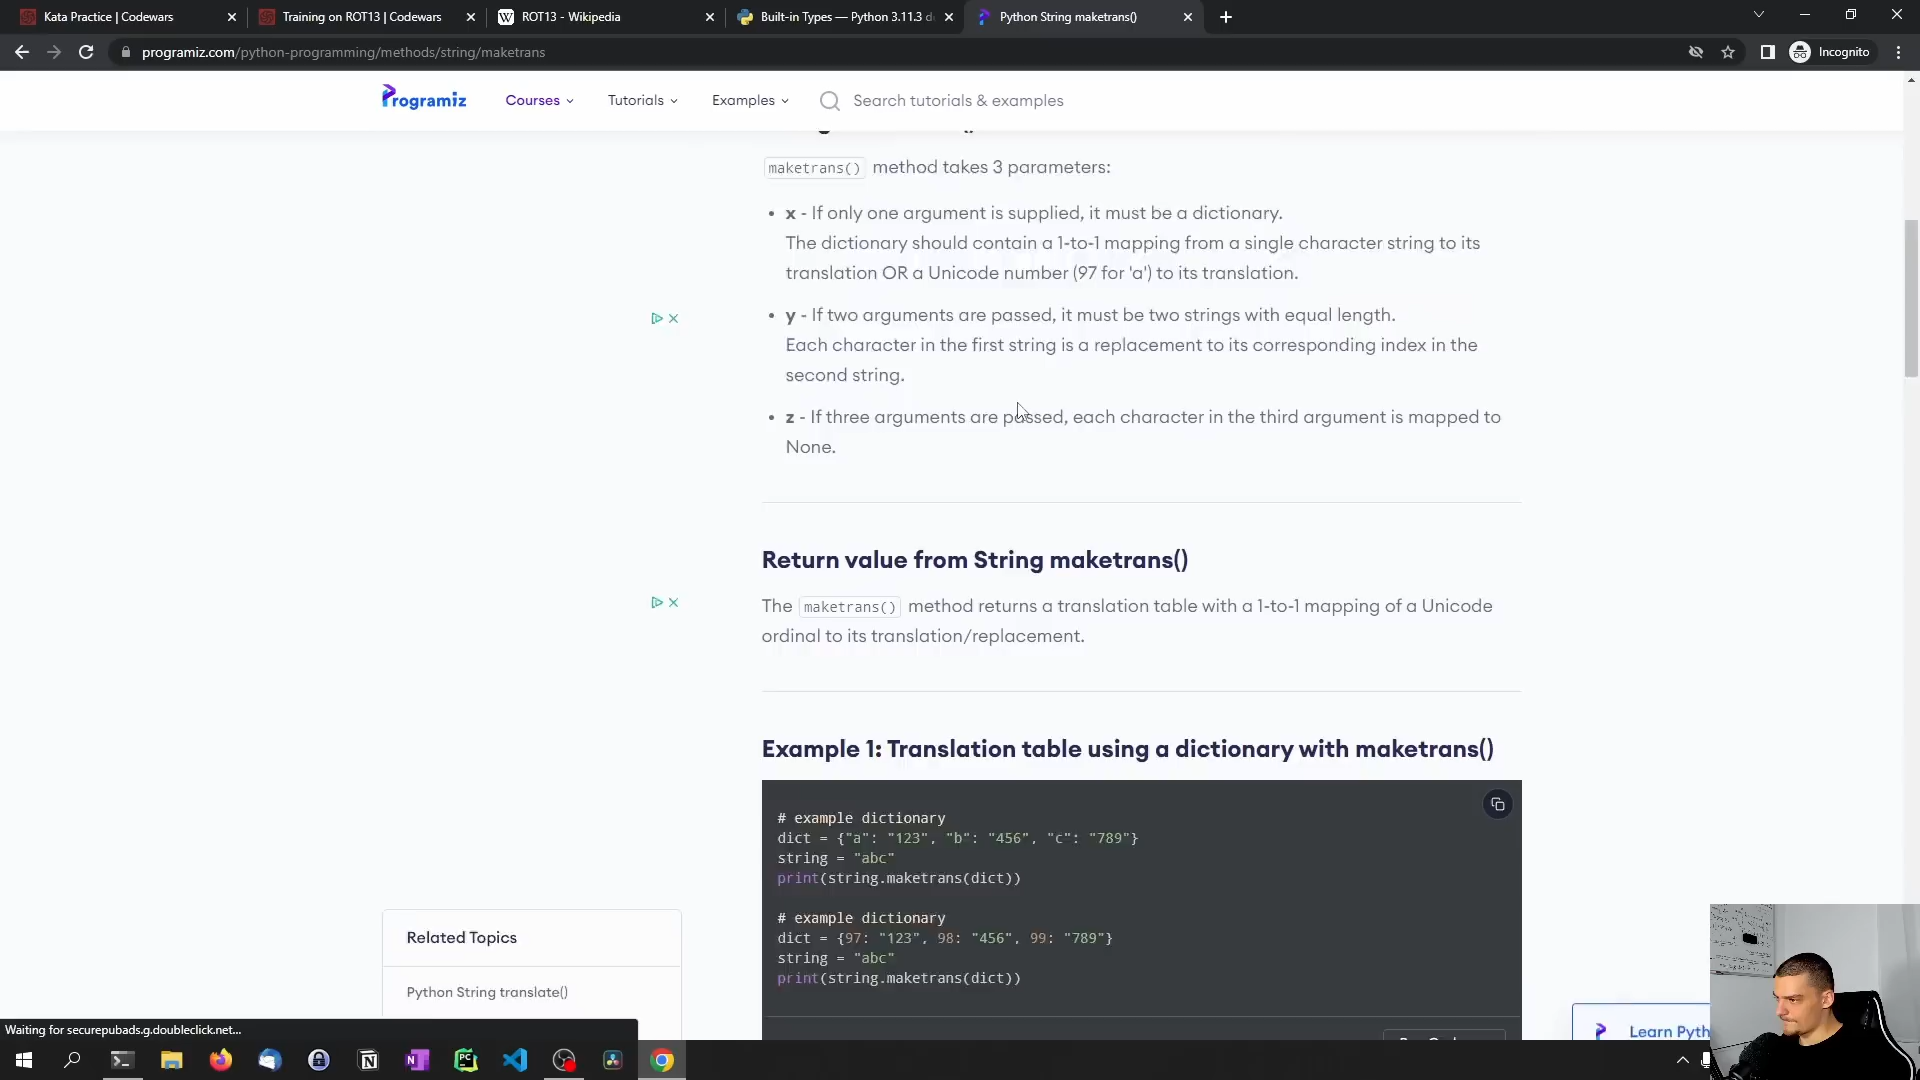 Kata Practice | Codewars
Training on ROT13 | Codewars
ROT13 - Wikipedia
Built-in Types — Python 3.11.3 d
Python String maketrans()
programiz.com/python-programming/methods/string/maketrans
Incognito
Programiz
Courses
Tutorials
Examples
Search tutorials & examples
maketrans() method takes 3 parameters:
• x - If only one argument is supplied, it must be a dictionary.
The dictionary should contain a 1-to-1 mapping from a single character string to its
translation OR a Unicode number (97 for 'a') to its translation.
• y - If two arguments are passed, it must be two strings with equal length.
Each character in the first string is a replacement to its corresponding index in the
second string.
• z - If three arguments are passed, each character in the third argument is mapped to
None.
Return value from String maketrans()
The maketrans() method returns a translation table with a 1-to-1 mapping of a Unicode
ordinal to its translation/replacement.
Example 1: Translation table using a dictionary with maketrans()
# example dictionary
dict = {"a": "123", "b": "456", "c": "789"}
string = "abc"
print(string.maketrans(dict))
# example dictionary
dict = {97: "123", 98: "456", 99: "789"}
string = "abc"
print(string.maketrans(dict))
Related Topics
Python String translate()
Learn Pyth
Waiting for securepubads.g.doubleclick.net...